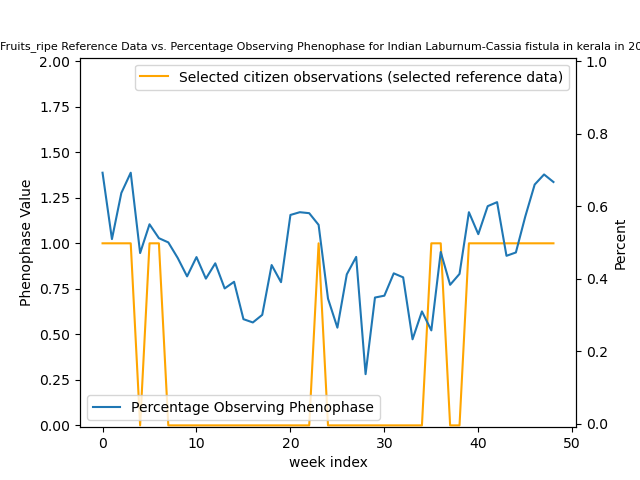 Fruits_ripe Reference Data vs. Percentage Observing Phenophase for Indian Laburnum-Cassia fistula in kerala in 20
2.00
1.75
1.50
1.25
1.00
0.75
0.50
0.25
0.00
Phenophase Value
Selected citizen observations (selected reference data)
Percentage Observing Phenophase
1.0
0.8
0.6
0.4
0.2
0.0
Percent
0 10 20 30 40 50
week index